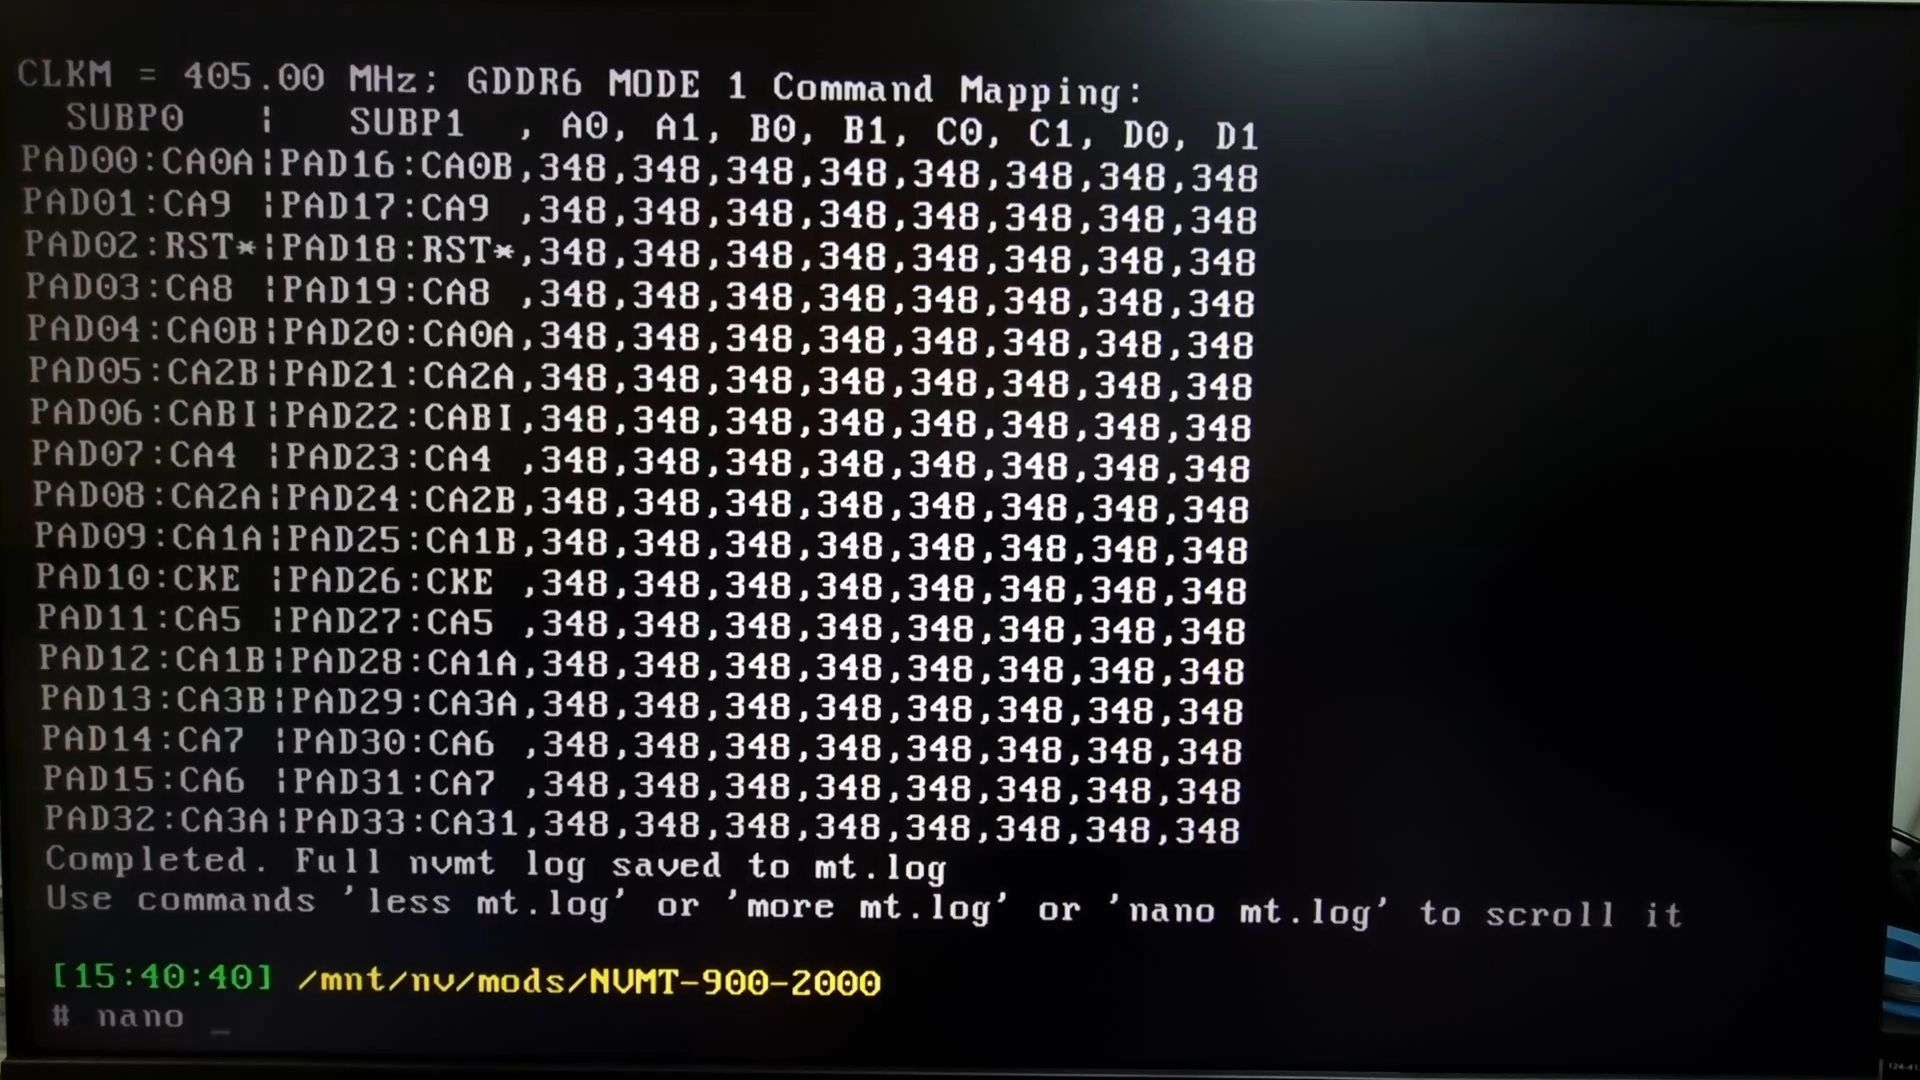 CLKM = 405.00 MHz; GDDR6 MODE 1 Command Mapping:
SUBP0 ¦ SUBP1 , A0, A1, B0, B1, C0, C1, D0, D1
PAD00:CA0A¦PAD16:CA0B,348,348,348,348,348,348,348,348
PAD01:CA9 ¦PAD17:CA9 ,348,348,348,348,348,348,348,348
PAD02:RST*¦PAD18:RST*,348,348,348,348,348,348,348,348
PAD03:CA8 ¦PAD19:CA8 ,348,348,348,348,348,348,348,348
PAD04:CA0B¦PAD20:CA0A,348,348,348,348,348,348,348,348
PAD05:CA2B¦PAD21:CA2A,348,348,348,348,348,348,348,348
PAD06:CABI¦PAD22:CABI,348,348,348,348,348,348,348,348
PAD07:CA4 ¦PAD23:CA4 ,348,348,348,348,348,348,348,348
PAD08:CA2A¦PAD24:CA2B,348,348,348,348,348,348,348,348
PAD09:CA1A¦PAD25:CA1B,348,348,348,348,348,348,348,348
PAD10:CKE ¦PAD26:CKE ,348,348,348,348,348,348,348,348
PAD11:CA5 ¦PAD27:CA5 ,348,348,348,348,348,348,348,348
PAD12:CA1B¦PAD28:CA1A,348,348,348,348,348,348,348,348
PAD13:CA3B¦PAD29:CA3A,348,348,348,348,348,348,348,348
PAD14:CA7 ¦PAD30:CA6 ,348,348,348,348,348,348,348,348
PAD15:CA6 ¦PAD31:CA7 ,348,348,348,348,348,348,348,348
PAD32:CA3A¦PAD33:CA31,348,348,348,348,348,348,348,348
Completed. Full nvmt log saved to mt.log
Use commands 'less mt.log' or 'more mt.log' or 'nano mt.log' to scroll it
[15:40:40] /mnt/nv/mods/NVMT-900-2000
# nano _